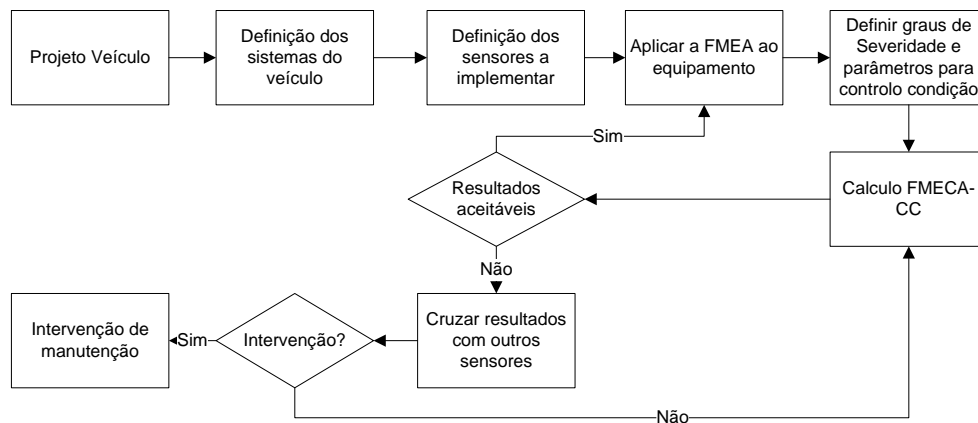 Projeto Veículo
Definição dos
sistemas do
veículo
Definição dos
sensores a
implementar
Aplicar a FMEA ao
equipamento
Definir graus de
Severidade e
parâmetros para
controlo condição
Sim
Resultados
aceitáveis
Calculo FMECA-
CC
Não
Intervenção de
manutenção
Sim
Intervenção?
Cruzar resultados
com outros
sensores
Não